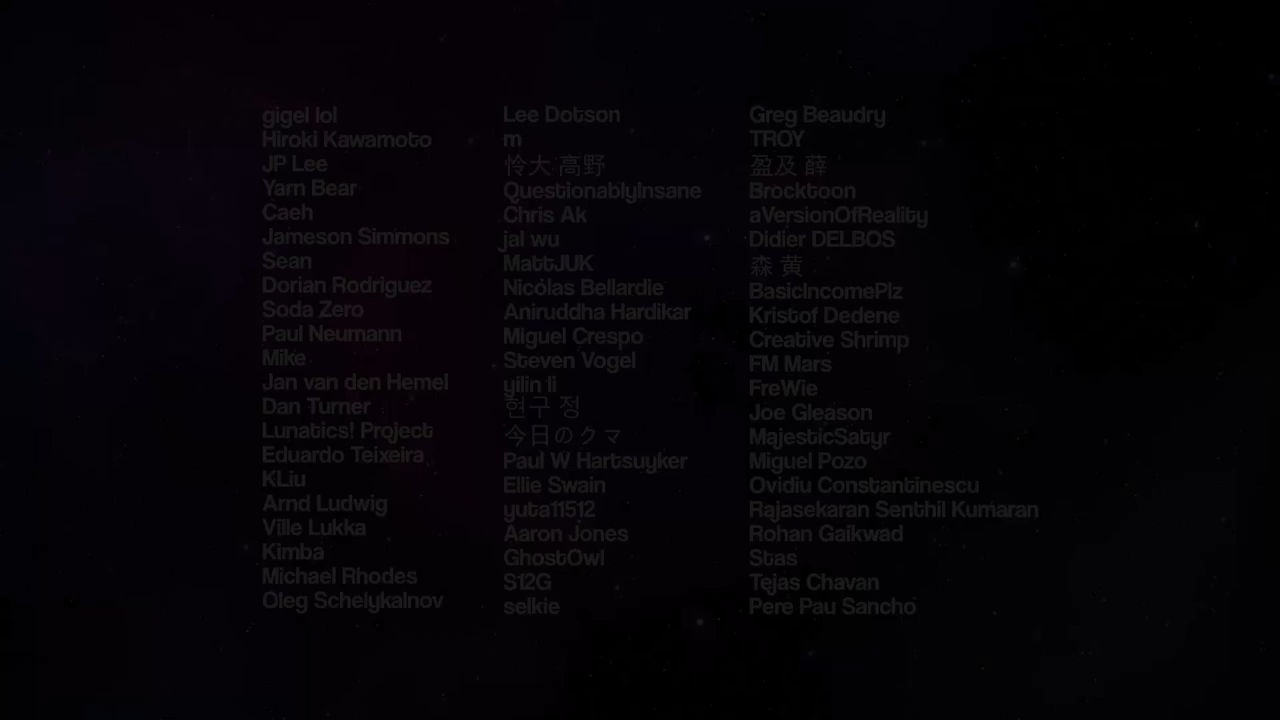 gigel lol
Hiroki Kawamoto
JP Lee
Yarn Bear
Caeh
Jameson Simmons
Sean
Dorian Rodriguez
Soda Zero
Paul Neumann
Mike
Jan van den Hemel
Dan Turner
Lunatics! Project
Eduardo Teixeira
KLiu
Arnd Ludwig
Ville Lukka
Kimba
Michael Rhodes
Oleg Schelykalnov
Lee Dotson
m
怜大 高野
QuestionablyInsane
Chris Ak
jal wu
MattJUK
Nicólas Bellardie
Aniruddha Hardikar
Miguel Crespo
Steven Vogel
yilin li
현구 정
今日のクマ
Paul W Hartsuyker
Ellie Swain
yuta11512
Aaron Jones
GhostOwl
S12G
selkie
Greg Beaudry
TROY
盈及 薛
Brocktoon
aVersionOfReality
Didier DELBOS
森 黄
BasicIncomePlz
Kristof Dedene
Creative Shrimp
FM Mars
FreWie
Joe Gleason
MajesticSatyr
Miguel Pozo
Ovidiu Constantinescu
Rajasekaran Senthil Kumaran
Rohan Gaikwad
Stas
Tejas Chavan
Pere Pau Sancho